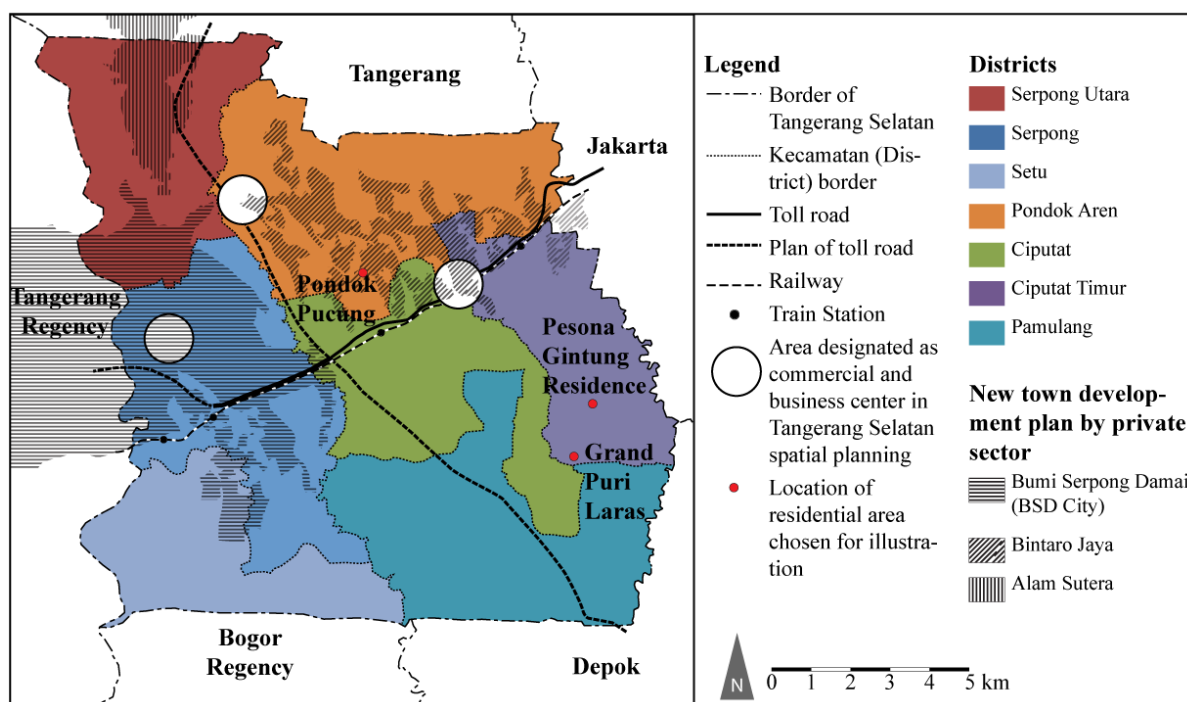 Tangerang
Jakarta
Pondok
Pucung
Tangerang
Regency
Pesona
Gintung
Residence
Grand
Puri
Laras
Bogor
Regency
Depok
Legend
Border of
Tangerang Selatan
Kecamatan (Dis-
trict) border
Toll road
Plan of toll road
Railway
Train Station
Area designated as
commercial and
business center in
Tangerang Selatan
spatial planning
Location of
residential area
chosen for illustra-
tion
Districts
Serpong Utara
Serpong
Setu
Pondok Aren
Ciputat
Ciputat Timur
Pamulang
New town develop-
ment plan by private
sector
Bumi Serpong Damai
(BSD City)
Bintaro Jaya
Alam Sutera
N
0 1 2 3 4 5 km